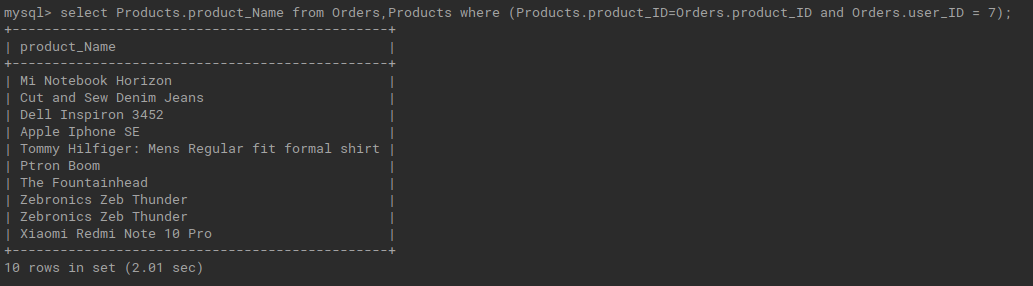 mysql> select Products.product_Name from Orders,Products where (Products.product_ID=Orders.product_ID and Orders.user_ID = 7);
+-----------------------------------------------+
| product_Name                                  |
+-----------------------------------------------+
| Mi Notebook Horizon                           |
| Cut and Sew Denim Jeans                       |
| Dell Inspiron 3452                            |
| Apple Iphone SE                               |
| Tommy Hilfiger: Mens Regular fit formal shirt |
| Ptron Boom                                    |
| The Fountainhead                              |
| Zebronics Zeb Thunder                         |
| Zebronics Zeb Thunder                         |
| Xiaomi Redmi Note 10 Pro                      |
+-----------------------------------------------+
10 rows in set (2.01 sec)